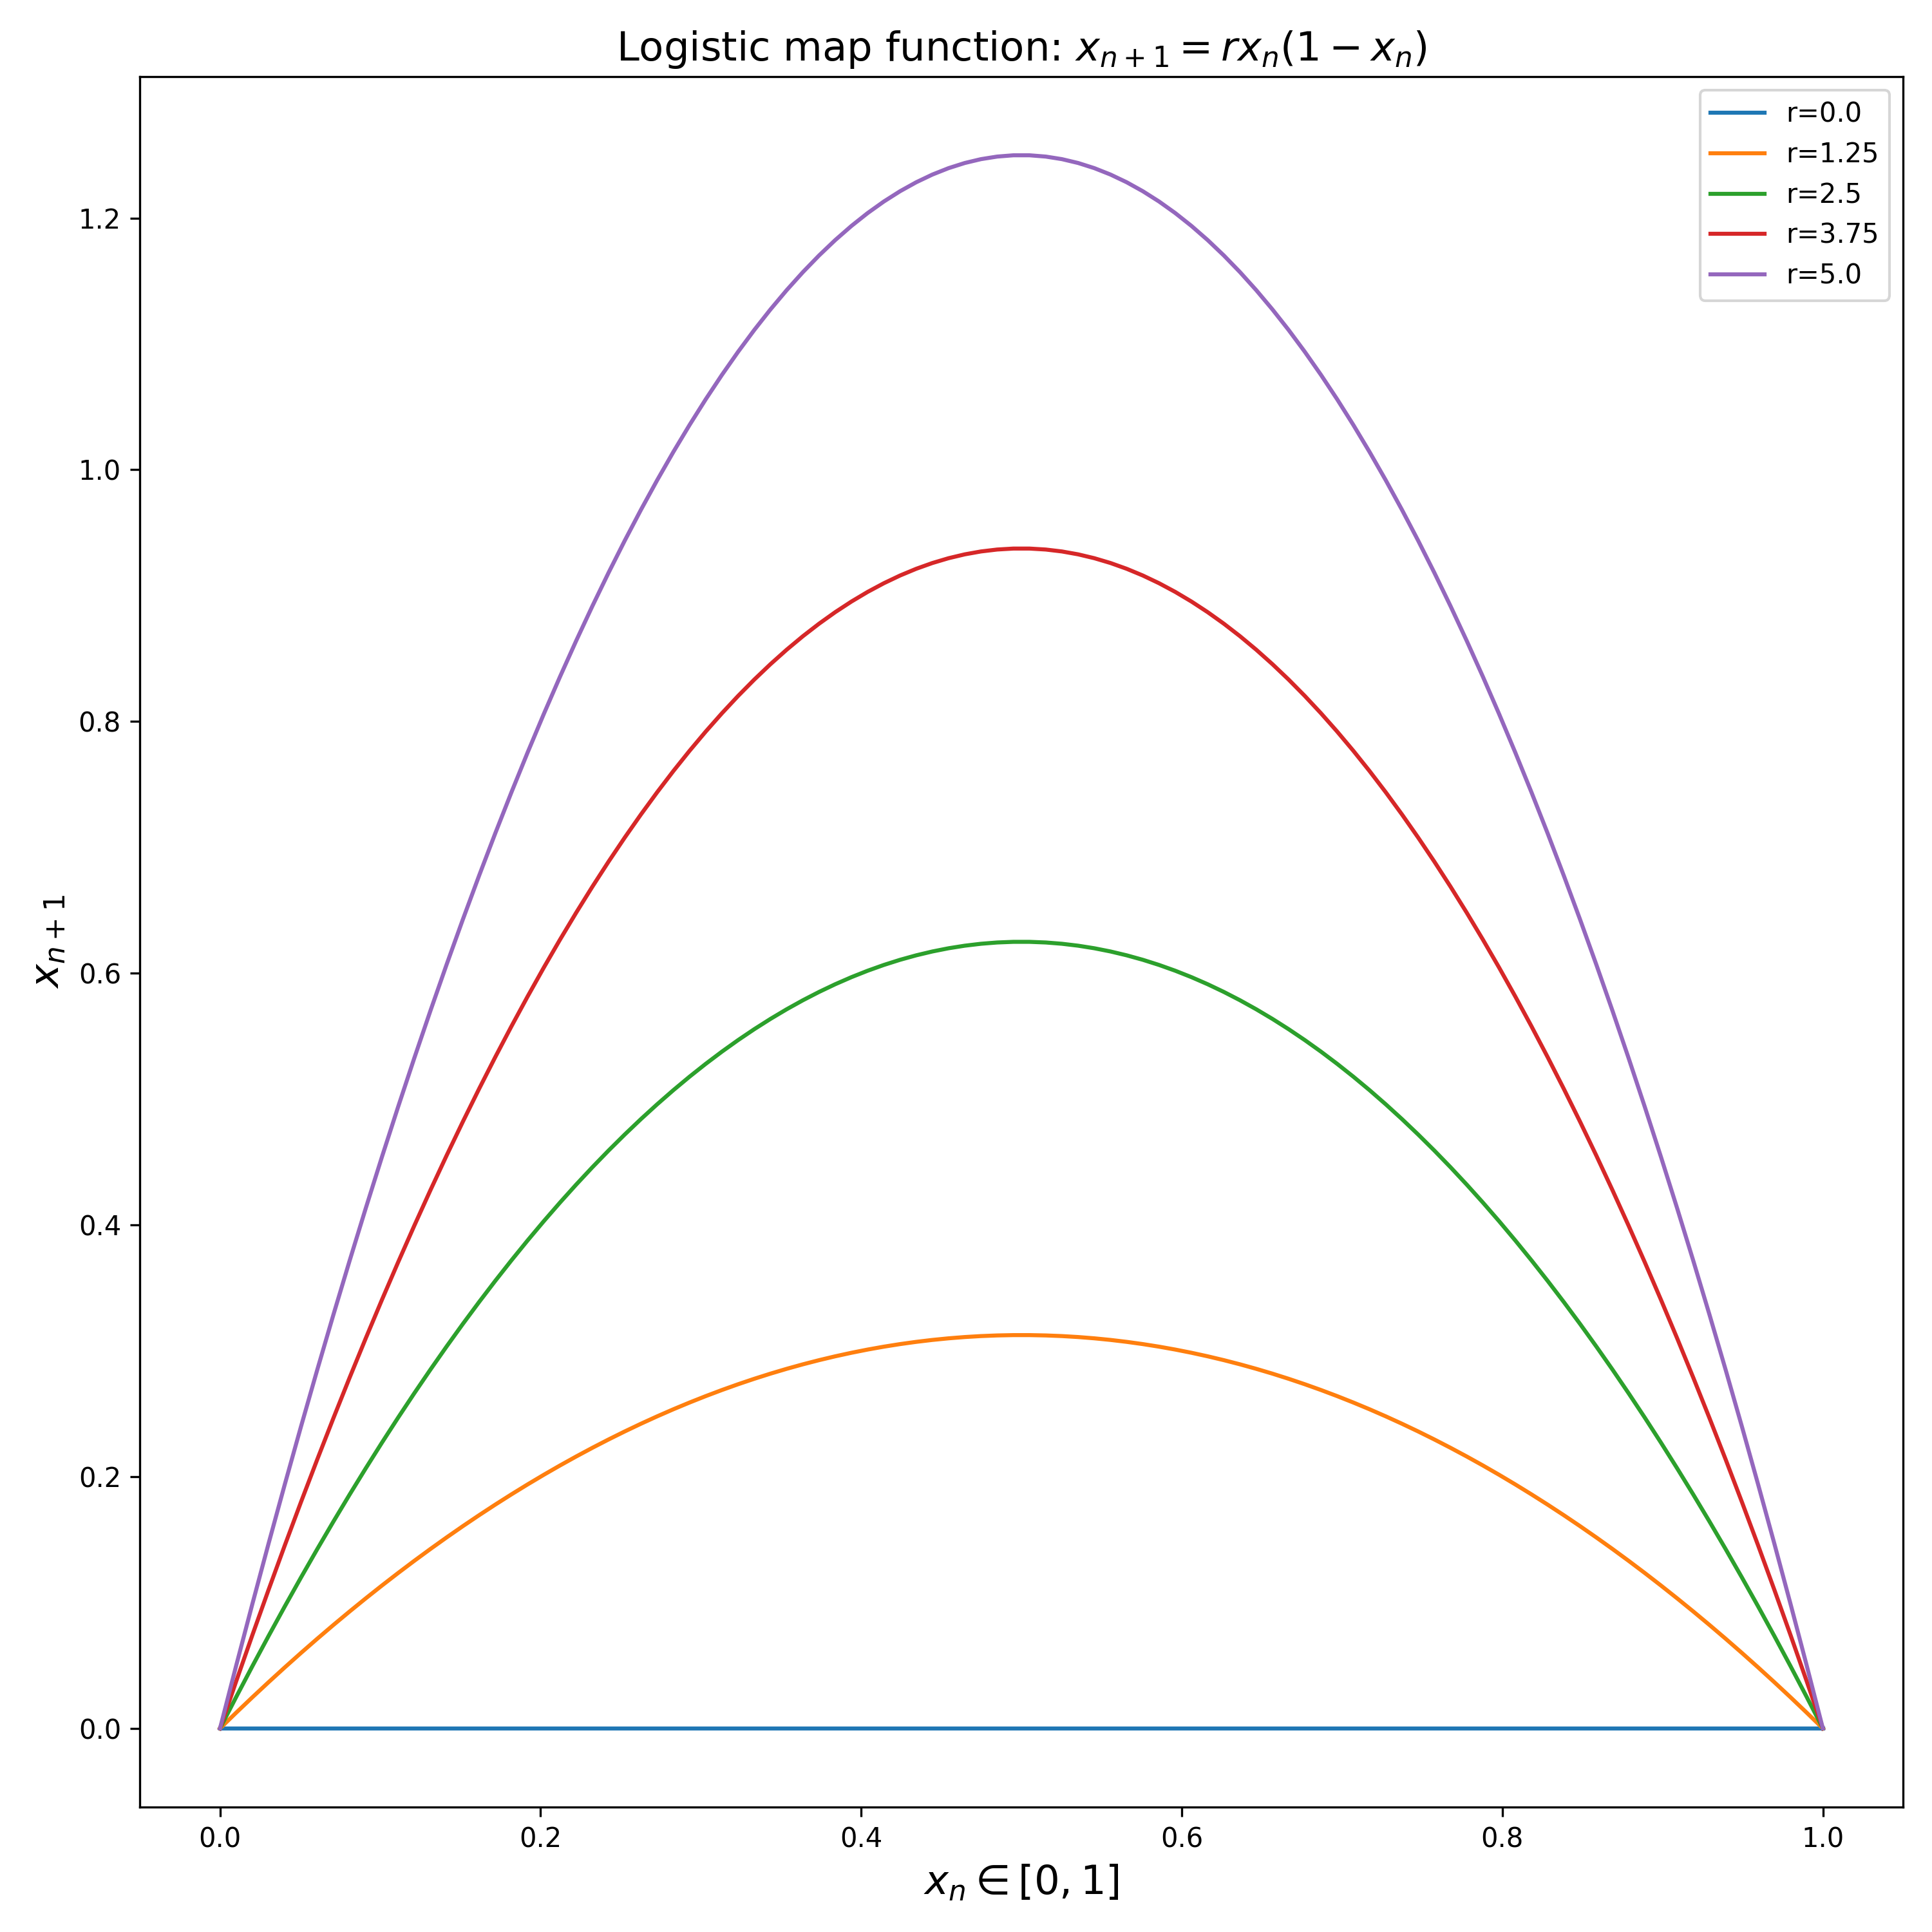 Logistic map function: $x_{n+1} = rx_n(1 - x_n)$
r=0.0
r=1.25
r=2.5
r=3.75
r=5.0
1.2
1.0
0.8
0.6
0.4
0.2
0.0
$x_{n+1}$
0.0 0.2 0.4 0.6 0.8 1.0
$x_n \in [0, 1]$